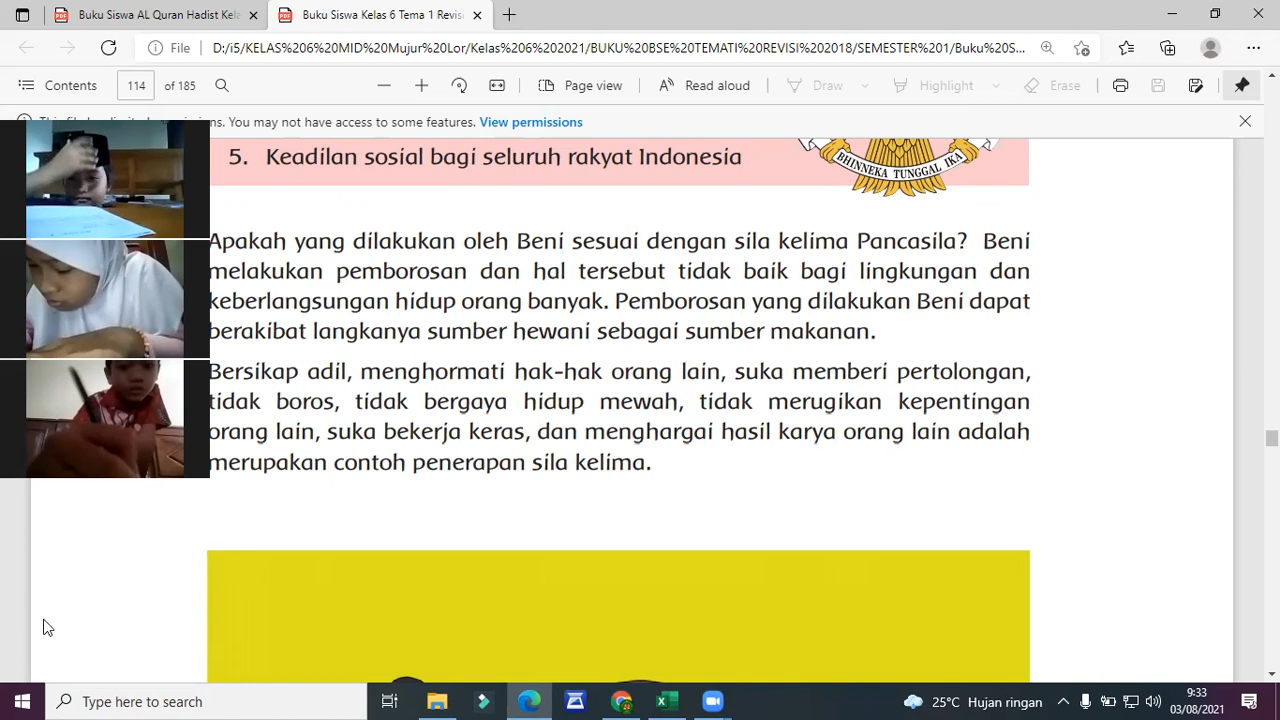 Buku Siswa AL Quran Hadist Kela
Buku Siswa Kelas 6 Tema 1 Revisi
File
D:/i5/KELAS%206%20MID%20Mujur%20Lor/Kelas%206%202021/BUKU%20BSE%20TEMATI%20REVISI%202018/SEMESTER%201/Buku%20S...
Contents
114
of 185
Page view
Read aloud
Draw
Highlight
Erase
You may not have access to some features. View permissions
5. Keadilan sosial bagi seluruh rakyat Indonesia
BHINNEKA TUNGGAL IKA
Apakah yang dilakukan oleh Beni sesuai dengan sila kelima Pancasila? Beni
melakukan pemborosan dan hal tersebut tidak baik bagi lingkungan dan
keberlangsungan hidup orang banyak. Pemborosan yang dilakukan Beni dapat
berakibat langkanya sumber hewani sebagai sumber makanan.
Bersikap adil, menghormati hak-hak orang lain, suka memberi pertolongan,
tidak boros, tidak bergaya hidup mewah, tidak merugikan kepentingan
orang lain, suka bekerja keras, dan menghargai hasil karya orang lain adalah
merupakan contoh penerapan sila kelima.
Type here to search
25°C Hujan ringan
9:33
03/08/2021